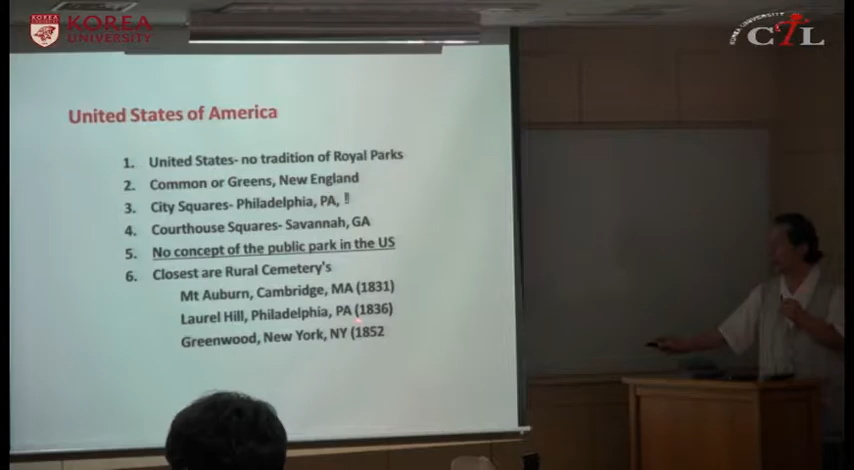 KOREA
UNIVERSITY
KOREA UNIVERSITY
CTL
United States of America
1. United States- no tradition of Royal Parks
2. Common or Greens, New England
3. City Squares- Philadelphia, PA, !!
4. Courthouse Squares- Savannah, GA
5. No concept of the public park in the US
6. Closest are Rural Cemetery's
Mt Auburn, Cambridge, MA (1831)
Laurel Hill, Philadelphia, PA (1836)
Greenwood, New York, NY (1852